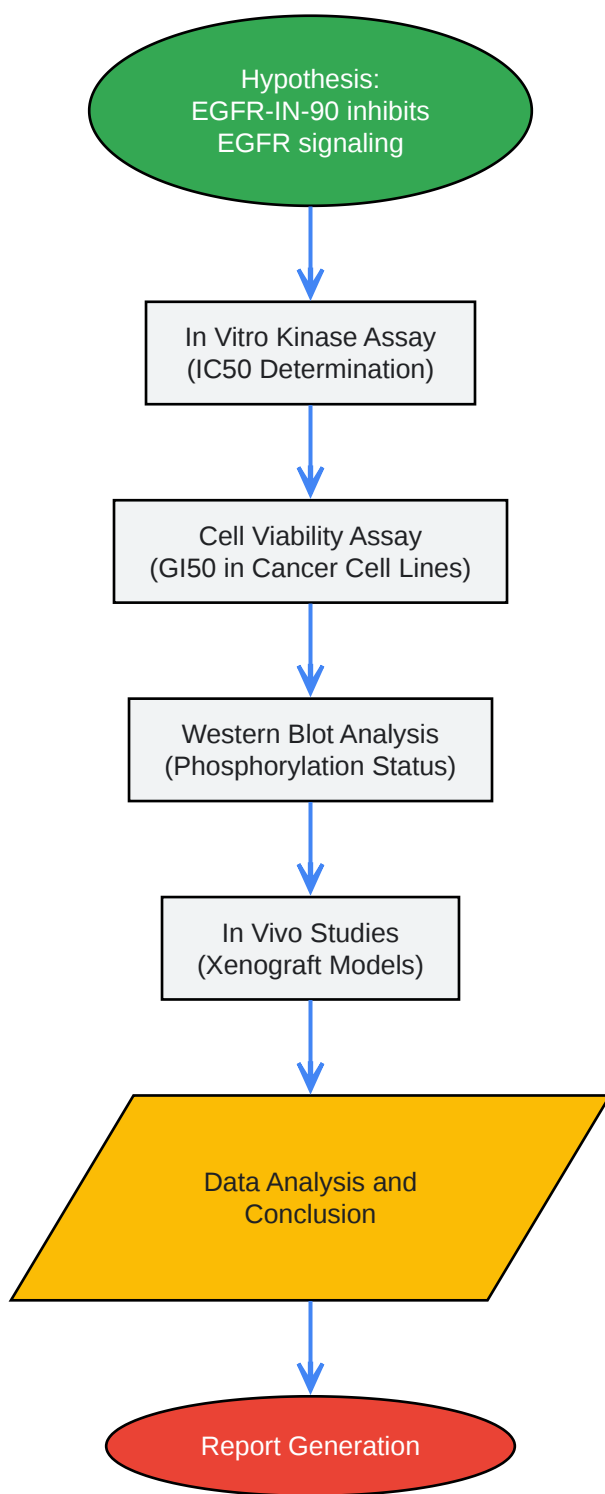 Hypothesis:
EGFR-IN-90 inhibits
EGFR signaling
In Vitro Kinase Assay
(IC50 Determination)
Cell Viability Assay
(GI50 in Cancer Cell Lines)
Western Blot Analysis
(Phosphorylation Status)
In Vivo Studies
(Xenograft Models)
Data Analysis and
Conclusion
Report Generation